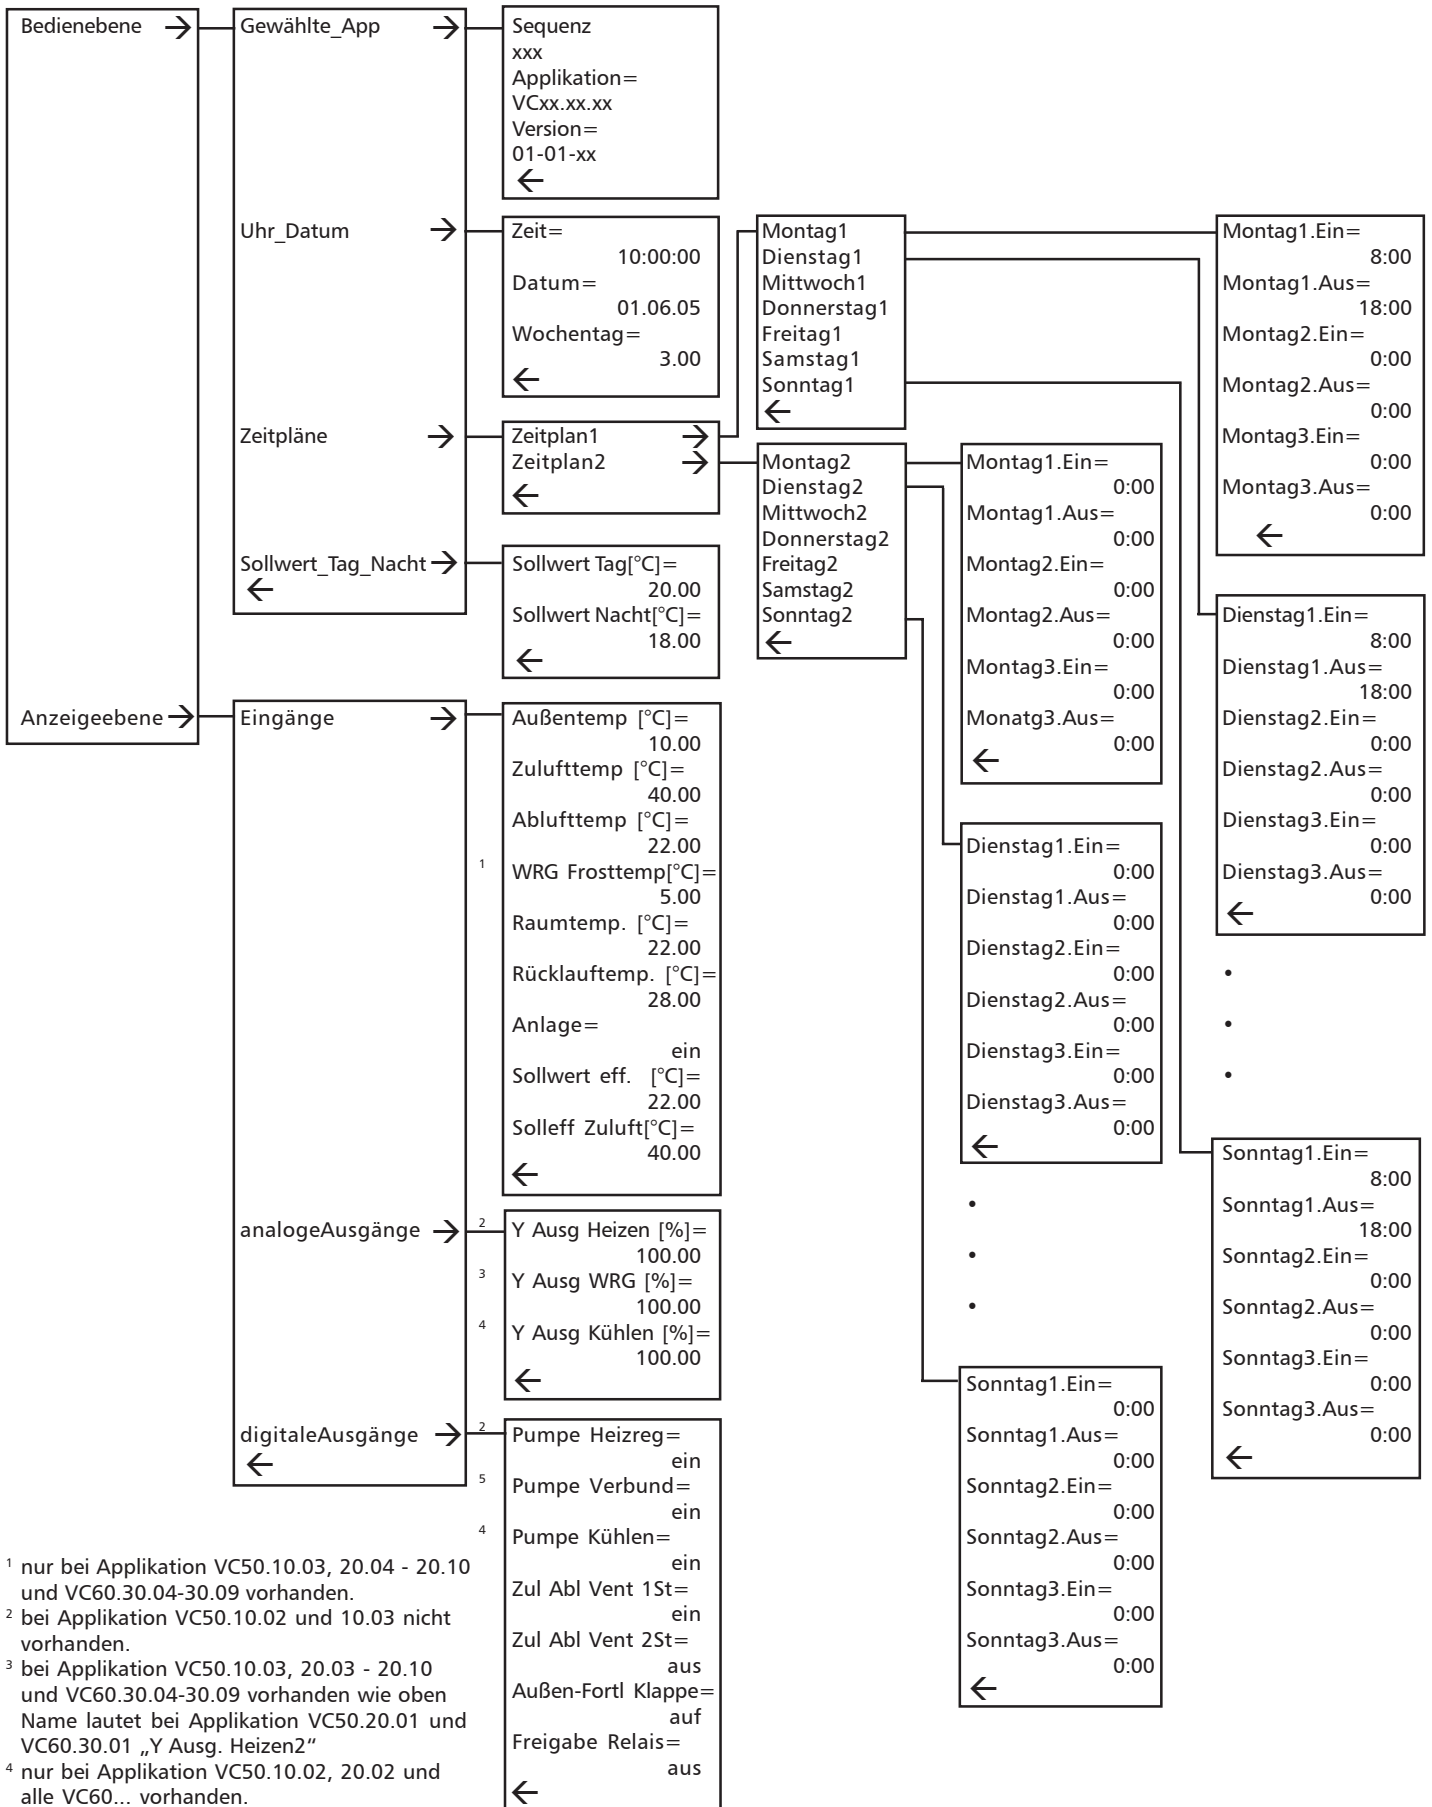 Bedienebene →
Anzeigeebene →
Gewählte_App →
Uhr_Datum →
Zeitpläne →
Sollwert_Tag_Nacht →
←
Sequenz
xxx
Applikation=
VCxx.xx.xx
Version=
01-01-xx
←
Zeit=
10:00:00
Datum=
01.06.05
Wochentag=
3.00
←
Zeitplan1 →
Zeitplan2 →
←
Sollwert Tag[°C]=
20.00
Sollwert Nacht[°C]=
18.00
←
Montag1
Dienstag1
Mittwoch1
Donnerstag1
Freitag1
Samstag1
Sonntag1
←
Montag2
Dienstag2
Mittwoch2
Donnerstag2
Freitag2
Samstag2
Sonntag2
←
Montag1.Ein=
0:00
Montag1.Aus=
0:00
Montag2.Ein=
0:00
Montag2.Aus=
0:00
Montag3.Ein=
0:00
Monatg3.Aus=
0:00
←
Dienstag1.Ein=
0:00
Dienstag1.Aus=
0:00
Dienstag2.Ein=
0:00
Dienstag2.Aus=
0:00
Dienstag3.Ein=
0:00
Dienstag3.Aus=
0:00
←
•
•
•
Sonntag1.Ein=
0:00
Sonntag1.Aus=
0:00
Sonntag2.Ein=
0:00
Sonntag2.Aus=
0:00
Sonntag3.Ein=
0:00
Sonntag3.Aus=
0:00
←
Montag1.Ein=
8:00
Montag1.Aus=
18:00
Montag2.Ein=
0:00
Montag2.Aus=
0:00
Montag3.Ein=
0:00
Montag3.Aus=
0:00
←
Dienstag1.Ein=
8:00
Dienstag1.Aus=
18:00
Dienstag2.Ein=
0:00
Dienstag2.Aus=
0:00
Dienstag3.Ein=
0:00
Dienstag3.Aus=
0:00
←
•
•
•
Sonntag1.Ein=
8:00
Sonntag1.Aus=
18:00
Sonntag2.Ein=
0:00
Sonntag2.Aus=
0:00
Sonntag3.Ein=
0:00
Sonntag3.Aus=
0:00
←
Eingänge →
analogeAusgänge →
digitaleAusgänge →
←
Außentemp [°C]=
10.00
Zulufttemp [°C]=
40.00
Ablufttemp [°C]=
22.00
1 WRG Frosttemp[°C]=
5.00
Raumtemp. [°C]=
22.00
Rücklauftemp. [°C]=
28.00
Anlage=
ein
Sollwert eff. [°C]=
22.00
Solleff Zuluft[°C]=
40.00
←
2 Y Ausg Heizen [%]=
100.00
3 Y Ausg WRG [%]=
100.00
4 Y Ausg Kühlen [%]=
100.00
←
2 Pumpe Heizreg=
ein
5 Pumpe Verbund=
ein
4 Pumpe Kühlen=
ein
Zul Abl Vent 1St=
ein
Zul Abl Vent 2St=
aus
Außen-Fortl Klappe=
auf
Freigabe Relais=
aus
←
1 nur bei Applikation VC50.10.03, 20.04 - 20.10
und VC60.30.04-30.09 vorhanden.
2 bei Applikation VC50.10.02 und 10.03 nicht
vorhanden.
3 bei Applikation VC50.10.03, 20.03 - 20.10
und VC60.30.04-30.09 vorhanden wie oben
Name lautet bei Applikation VC50.20.01 und
VC60.30.01 „Y Ausg. Heizen2“
4 nur bei Applikation VC50.10.02, 20.02 und
alle VC60... vorhanden.